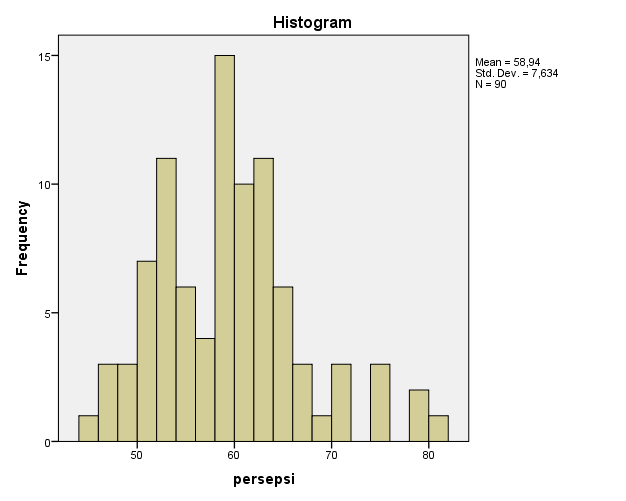 Histogram
Mean = 58,94
Std. Dev. = 7,634
N = 90
15
10
5
0
Frequency
50 60 70 80
persepsi